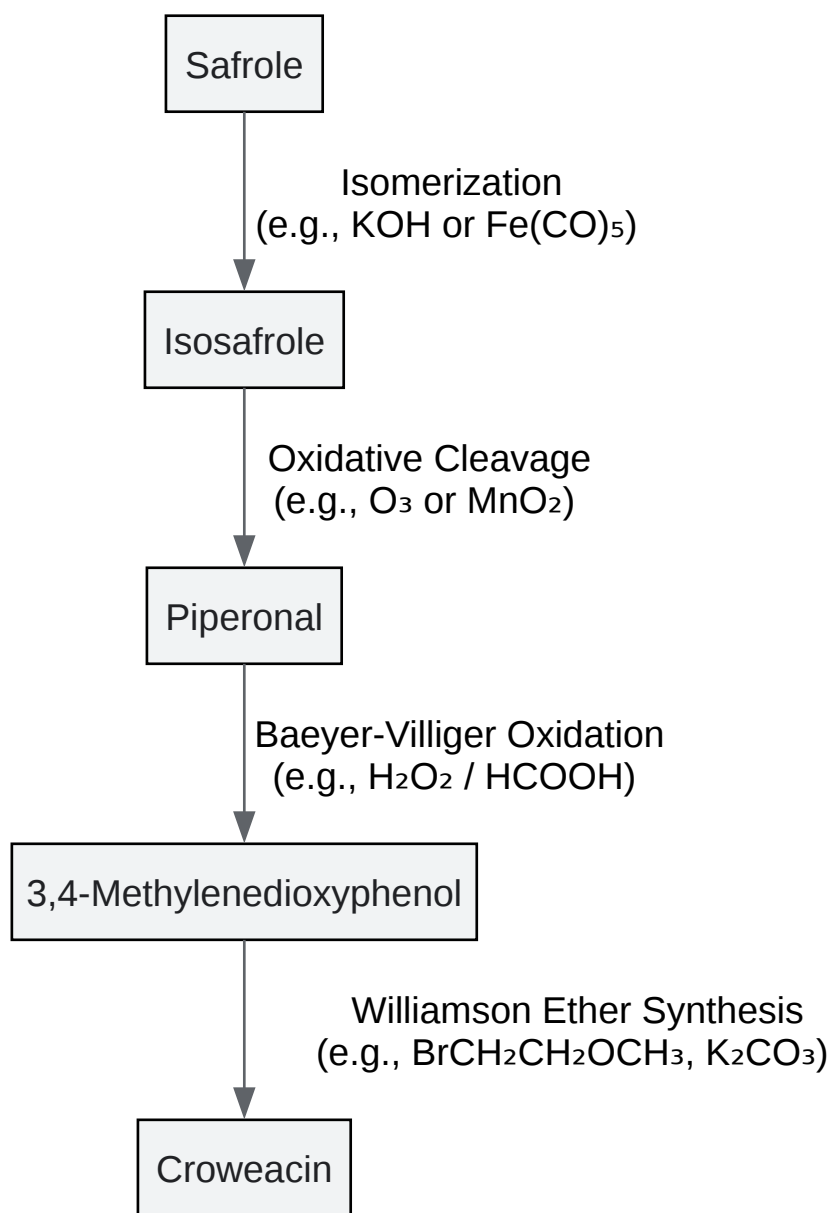 Safrole
Isomerization
(e.g., KOH or Fe(CO)₅)
Isosafrole
Oxidative Cleavage
(e.g., O₃ or MnO₂)
Piperonal
Baeyer-Villiger Oxidation
(e.g., H₂O₂ / HCOOH)
3,4-Methylenedioxyphenol
Williamson Ether Synthesis
(e.g., BrCH₂CH₂OCH₃, K₂CO₃)
Croweacin